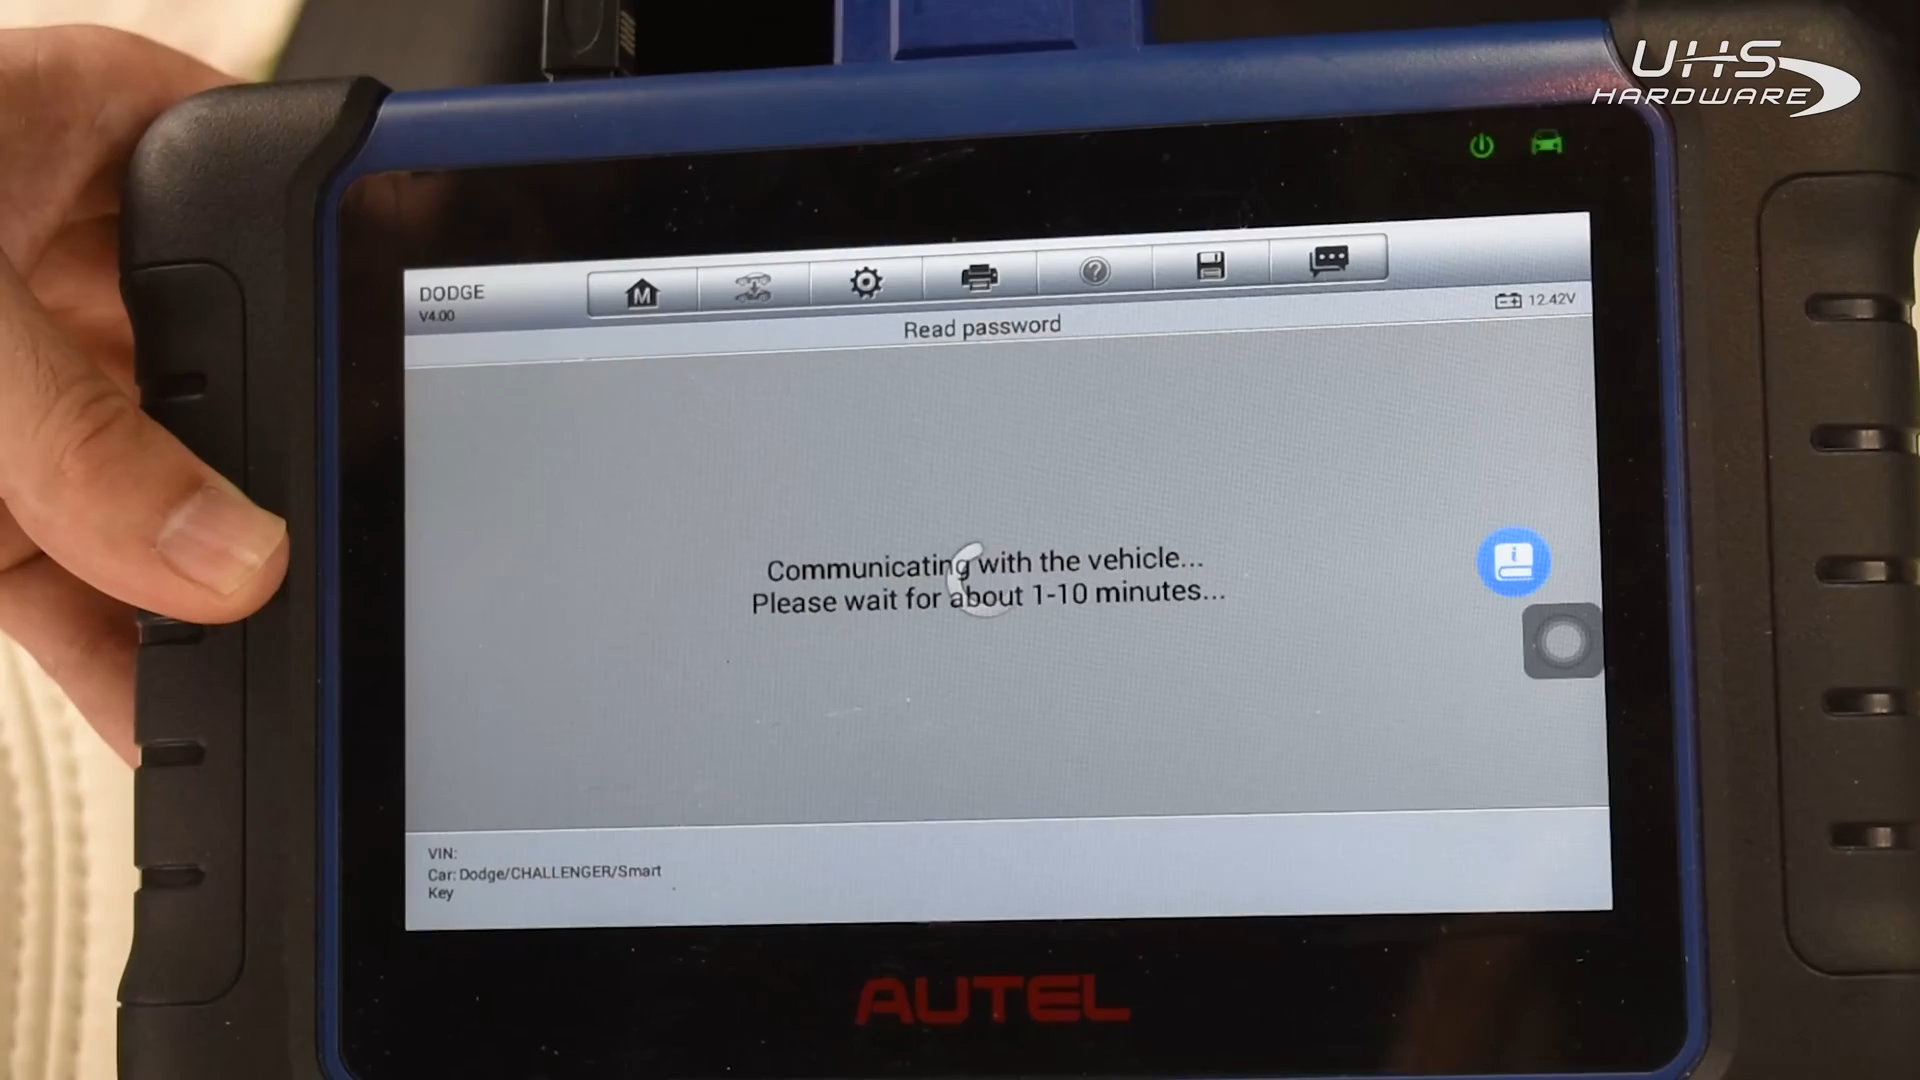 UHS
HARDWARE
DODGE
V4.00
M
?
Read password
12.42V
Communicating with the vehicle...
Please wait for about 1-10 minutes...
i
VIN:
Car: Dodge/CHALLENGER/Smart
Key
AUTEL